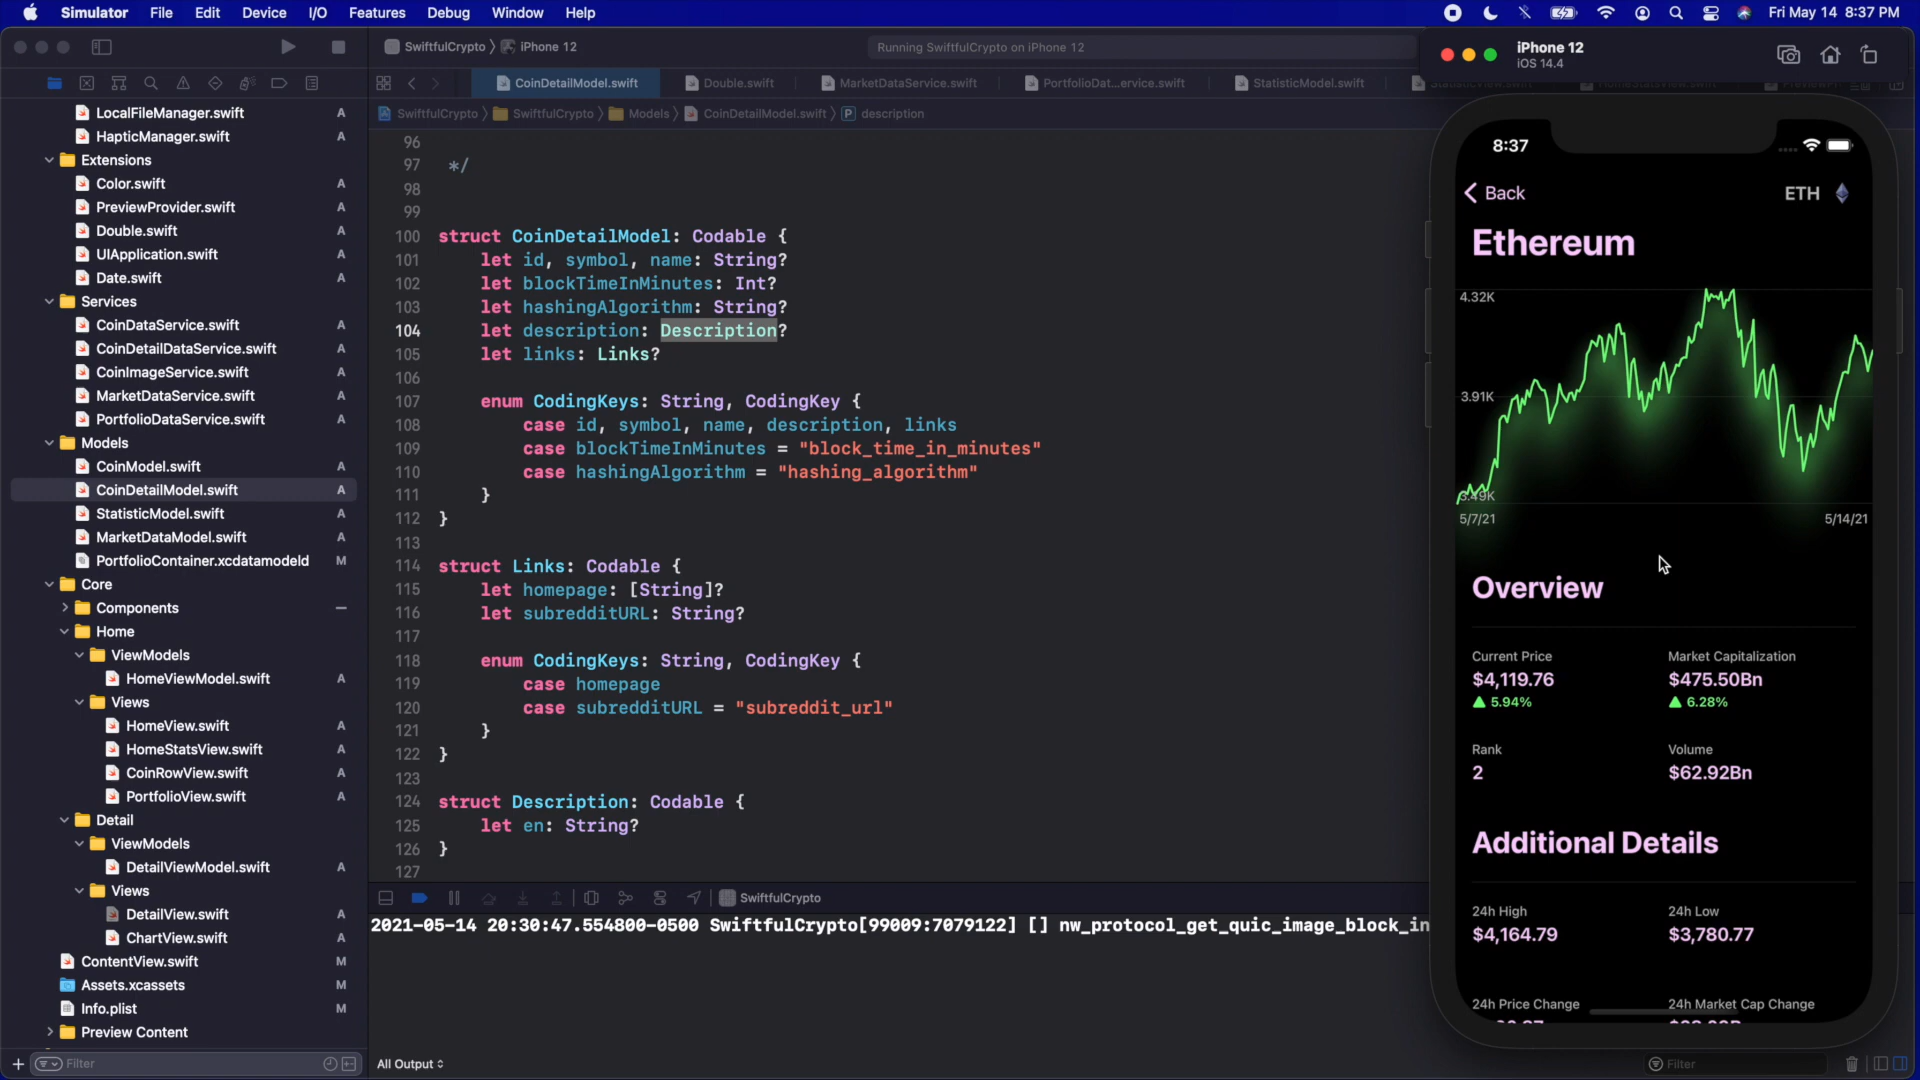 Simulator File Edit Device I/O Features Debug Window Help
Fri May 14 8:37 PM
SwiftfulCrypto iPhone 12
Running SwiftfulCrypto on iPhone 12
CoinDetailModel.swift Double.swift MarketDataService.swift PortfolioDat...ervice.swift StatisticModel.swift
SwiftfulCrypto SwiftfulCrypto Models CoinDetailModel.swift P description
LocalFileManager.swift A
HapticManager.swift A
Extensions
Color.swift A
PreviewProvider.swift A
Double.swift A
UIApplication.swift A
Date.swift A
Services
CoinDataService.swift A
CoinDetailDataService.swift A
CoinImageService.swift A
MarketDataService.swift A
PortfolioDataService.swift A
Models
CoinModel.swift A
CoinDetailModel.swift A
StatisticModel.swift A
MarketDataModel.swift A
PortfolioContainer.xcdatamodeld M
Core
Components
Home
ViewModels
HomeViewModel.swift A
Views
HomeView.swift A
HomeStatsView.swift A
CoinRowView.swift A
PortfolioView.swift A
Detail
ViewModels
DetailViewModel.swift A
Views
DetailView.swift A
ChartView.swift A
ContentView.swift M
Assets.xcassets M
Info.plist M
Preview Content
Filter
96
97 */
98
99
100 struct CoinDetailModel: Codable {
101 let id, symbol, name: String?
102 let blockTimeInMinutes: Int?
103 let hashingAlgorithm: String?
104 let description: Description?
105 let links: Links?
106
107 enum CodingKeys: String, CodingKey {
108 case id, symbol, name, description, links
109 case blockTimeInMinutes = "block_time_in_minutes"
110 case hashingAlgorithm = "hashing_algorithm"
111 }
112 }
113
114 struct Links: Codable {
115 let homepage: [String]?
116 let subredditURL: String?
117
118 enum CodingKeys: String, CodingKey {
119 case homepage
120 case subredditURL = "subreddit_url"
121 }
122 }
123
124 struct Description: Codable {
125 let en: String?
126 }
127
SwiftfulCrypto
2021-05-14 20:30:47.554800-0500 SwiftfulCrypto[99009:7079122] [] nw_protocol_get_quic_image_block_in
All Output
Filter
iPhone 12
iOS 14.4
8:37
Back ETH
Ethereum
4.32K
3.91K
3.49K
5/7/21 5/14/21
Overview
Current Price Market Capitalization
$4,119.76 $475.50Bn
5.94% 6.28%
Rank Volume
2 $62.92Bn
Additional Details
24h High 24h Low
$4,164.79 $3,780.77
24h Price Change 24h Market Cap Change